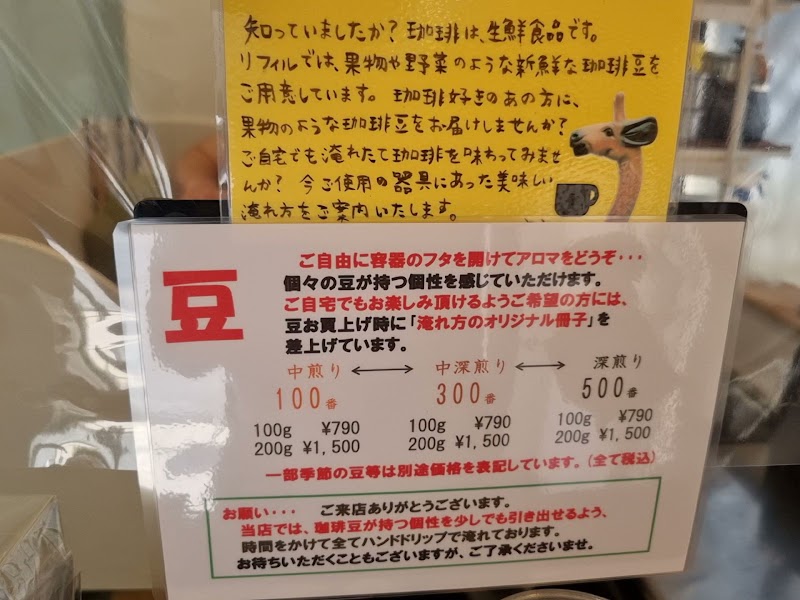 知っていましたか? 珈琲は、生鮮食品です。
リフィルでは、果物や野菜のような新鮮な珈琲豆を
ご用意しています。 珈琲好きのあの方に、
果物のような珈琲豆をお届けしませんか?
ご自宅でも淹れたて珈琲を味わってみませ
んか? 今ご使用の器具にあった美味しい
淹れ方をご案内いたします。
豆
ご自由に容器のフタを開けてアロマをどうぞ・・・
個々の豆が持つ個性を感じていただけます。
ご自宅でもお楽しみ頂けるようご希望の方には、
豆お買上げ時に「淹れ方のオリジナル冊子」を
差上げています。
中煎り ⟷ 中深煎り ⟷ 深煎り
100番 300番 500番
100g ¥790 100g ¥790 100g ¥790
200g ¥1,500 200g ¥1,500 200g ¥1,500
一部季節の豆等は別途価格を表記しています。(全て税込)
お願い・・・ ご来店ありがとうございます。
当店では、珈琲豆が持つ個性を少しでも引き出せるよう、
時間をかけて全てハンドドリップで淹れております。
お待ちいただくこともございますが、ご了承くださいませ。